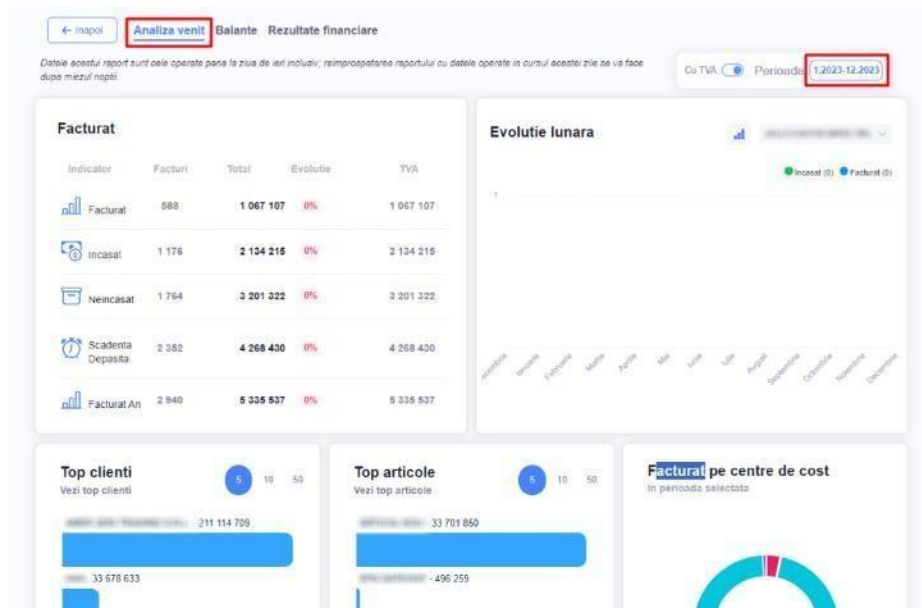 ← Inapoi Analiza venit Balante Rezultate financiare
Datele acestui raport sunt cele operate pana la ziua de ieri inclusiv; reimprospatarea raportului cu datele operate in cursul acestei zile se va face
dupa miezul noptii.
Cu TVA Perioada 1.2023-12.2023
Facturat
Indicator Facturi Total Evolutie TVA
Facturat 588 1 067 107 0% 1 067 107
Incasat 1 176 2 134 215 0% 2 134 215
Neincasat 1 764 3 201 322 0% 3 201 322
Scadenta
Depasita 2 352 4 268 430 0% 4 268 430
Facturat An 2 940 5 335 537 0% 5 335 537
Evolutie lunara
Incasat (0) Facturat (0)
1
ecembrie Ianuarie Februarie Martie Aprilie Mai Iunie Iulie August Septembrie Octombrie Noiembrie Decembrie
Top clienti
Vezi top clienti
5 10 50
211 114 709
33 678 633
Top articole
Vezi top articole
5 10 50
- 33 701 850
- 496 259
Facturat pe centre de cost
In perioada selectata